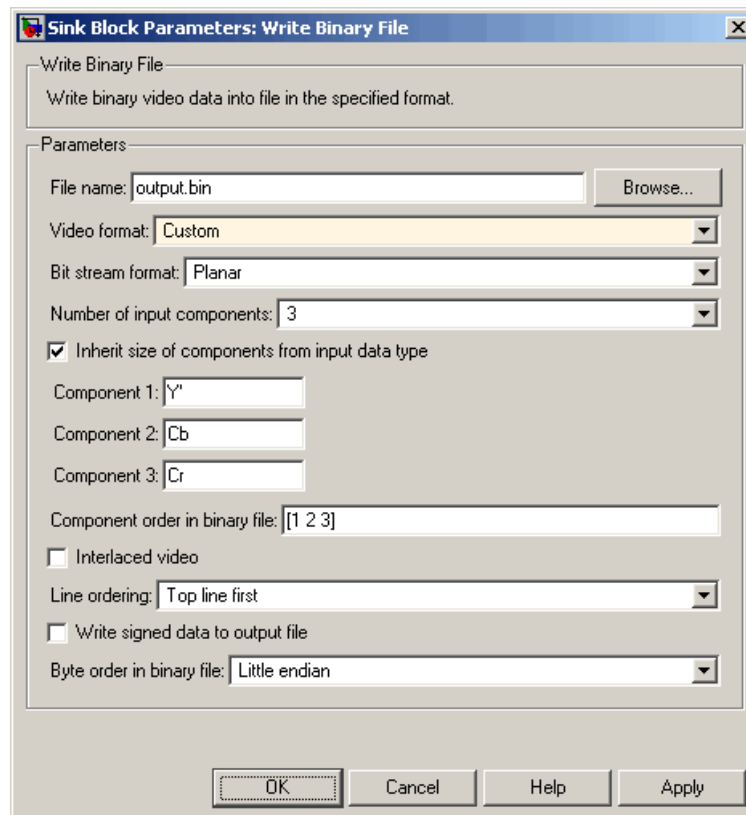 Sink Block Parameters: Write Binary File
Write Binary File
Write binary video data into file in the specified format.
Parameters
File name: output.bin Browse...
Video format: Custom
Bit stream format: Planar
Number of input components: 3
Inherit size of components from input data type
Component 1: Y'
Component 2: Cb
Component 3: Cr
Component order in binary file: [1 2 3]
Interlaced video
Line ordering: Top line first
Write signed data to output file
Byte order in binary file: Little endian
OK Cancel Help Apply